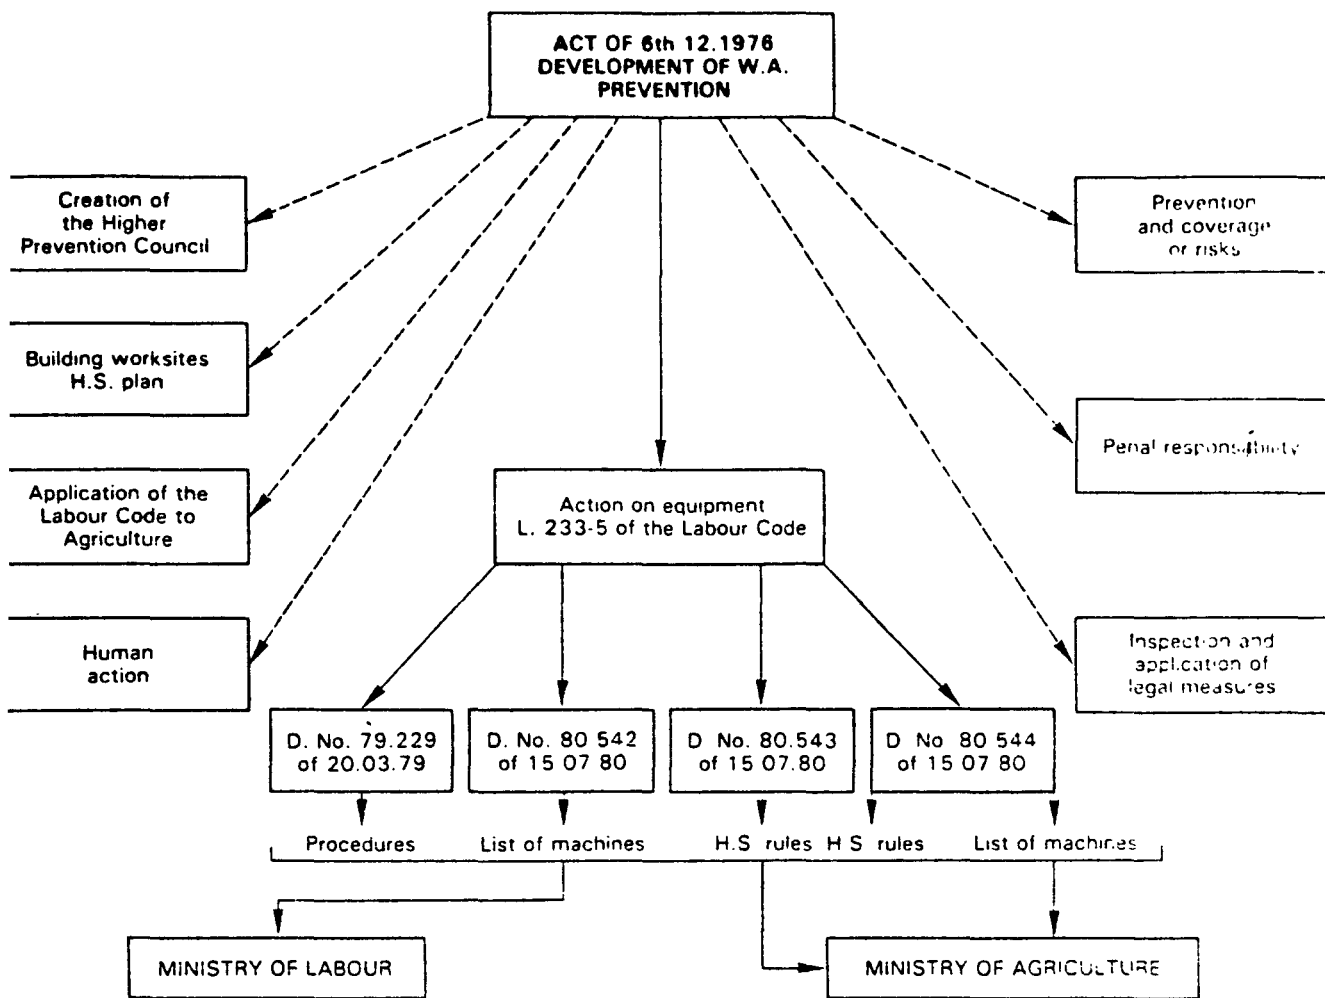 ACT OF 6th 12.1976
DEVELOPMENT OF W.A.
PREVENTION
Creation of
the Higher
Prevention Council
Prevention
and coverage
or risks
Building worksites
H.S. plan
Penal responsibility
Application of the
Labour Code to
Agriculture
Action on equipment
L. 233-5 of the Labour Code
Human
action
Inspection and
application of
legal measures
D. No. 79.229
of 20.03.79
D. No. 80 542
of 15 07 80
D No. 80.543
of 15 07.80
D No 80 544
of 15 07 80
Procedures
List of machines
H.S rules
H S rules
List of machines
MINISTRY OF LABOUR
MINISTRY OF AGRICULTURE